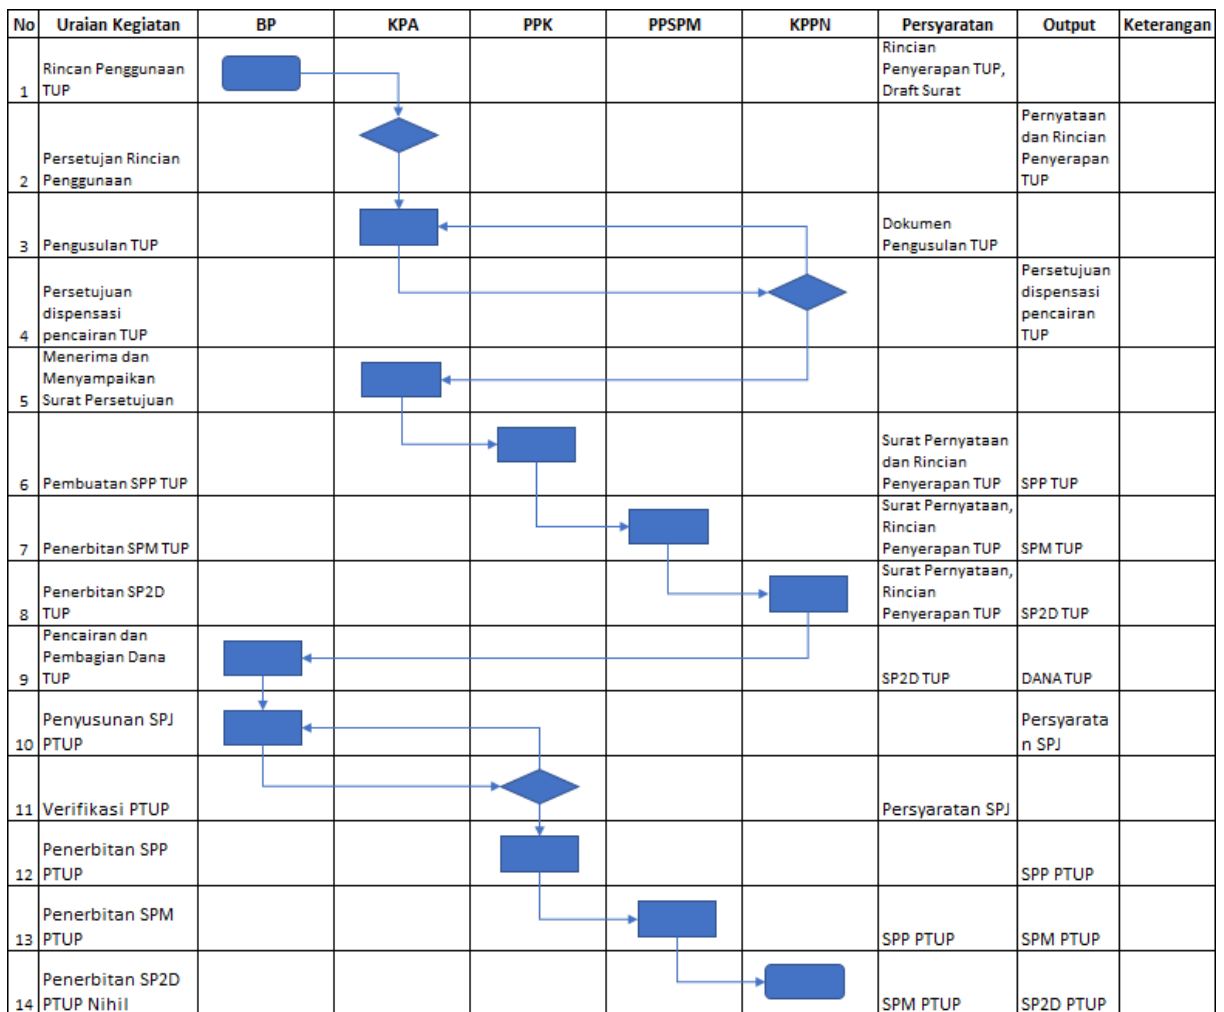 No Uraian Kegiatan BP KPA PPK PPSPM KPPN Persyaratan Output Keterangan
Rincian
Rincan Penggunaan Penyerapan TUP,
1 TUP Draft Surat
Pernyataan
dan Rincian
Persetujan Rincian Penyerapan
2 Penggunaan TUP
Dokumen
3 Pengusulan TUP Pengusulan TUP
Persetujuan
Persetujuan dispensasi
dispensasi pencairan
4 pencairan TUP TUP
Menerima dan
Menyampaikan
5 Surat Persetujuan
Surat Pernyataan
dan Rincian
6 Pembuatan SPP TUP Penyerapan TUP SPP TUP
Surat Pernyataan,
Rincian
7 Penerbitan SPM TUP Penyerapan TUP SPM TUP
Surat Pernyataan,
Penerbitan SP2D Rincian
8 TUP Penyerapan TUP SP2D TUP
Pencairan dan
Pembagian Dana
9 TUP SP2D TUP DANA TUP
Penyusunan SPJ Persyarata
10 PTUP n SPJ
11 Verifikasi PTUP Persyaratan SPJ
Penerbitan SPP
12 PTUP SPP PTUP
Penerbitan SPM
13 PTUP SPP PTUP SPM PTUP
Penerbitan SP2D
14 PTUP Nihil SPM PTUP SP2D PTUP